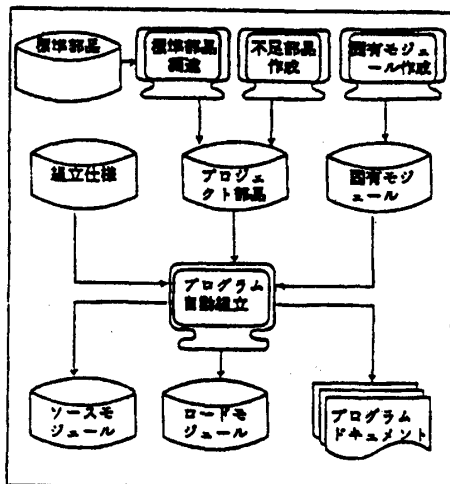 標準部品
標準部品
調達
不足部品
作成
固有モジュ
ール作成
組立仕様
プロジェ
クト部品
固有モジ
ュール
プログラム
自動組立
ソースモ
ジュール
ロードモ
ジュール
プログラム
ドキュメント